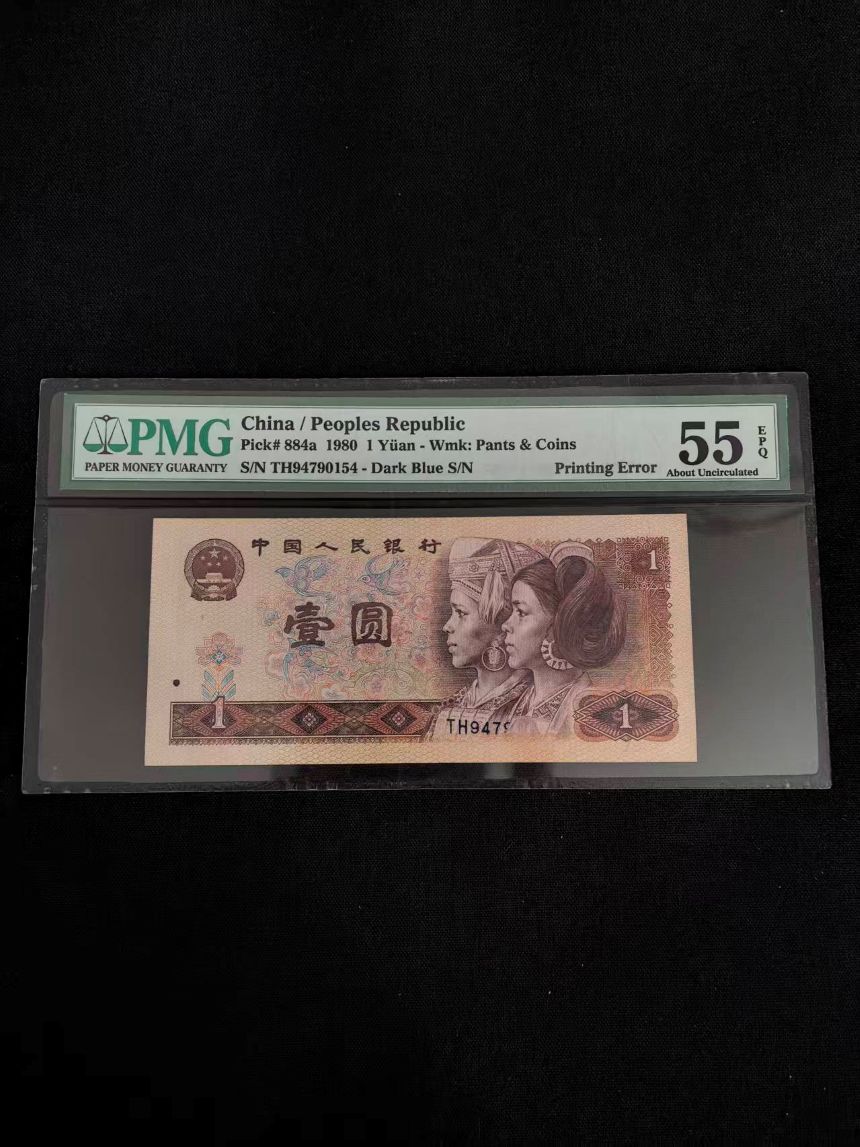 PMG
PAPER MONEY GUARANTY
China / Peoples Republic
Pick# 884a 1980 1 Yüan - Wmk: Pants & Coins
S/N TH94790154 - Dark Blue S/N
Printing Error
55
About Uncirculated
EPQ
中国人民银行
1
壹圆
1
TH9479
1